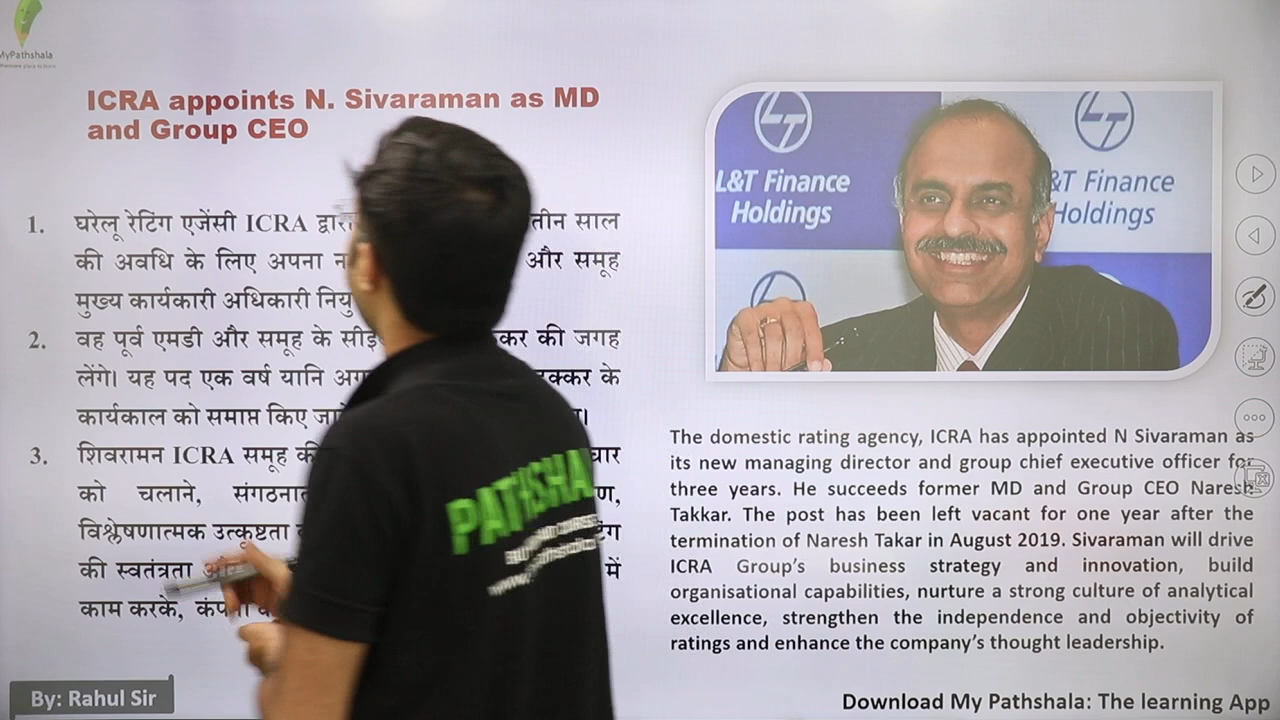 MyPathshala
ICRA appoints N. Sivaraman as MD
and Group CEO
1. घरेलू रेटिंग एजेंसी ICRA द्वारा तीन साल
की अवधि के लिए अपना और समूह
मुख्य कार्यकारी अधिकारी
2. वह पूर्व एमडी और समूह के की जगह
लेंगे। यह पद एक वर्ष यानि के
कार्यकाल को समाप्त किए
3. शिवरामन ICRA समूह
को चलाने,
विश्लेषणात्मक उत्कृष्टता
की स्वतंत्रता में
काम करके,
L&T Finance
Holdings
&T Finance
Holdings
The domestic rating agency, ICRA has appointed N Sivaraman as
its new managing director and group chief executive officer for
three years. He succeeds former MD and Group CEO Naresh
Takkar. The post has been left vacant for one year after the
termination of Naresh Takar in August 2019. Sivaraman will drive
ICRA Group's business strategy and innovation, build
organisational capabilities, nurture a strong culture of analytical
excellence, strengthen the independence and objectivity of
ratings and enhance the company's thought leadership.
PATHSHA
By: Rahul Sir
Download My Pathshala: The learning App